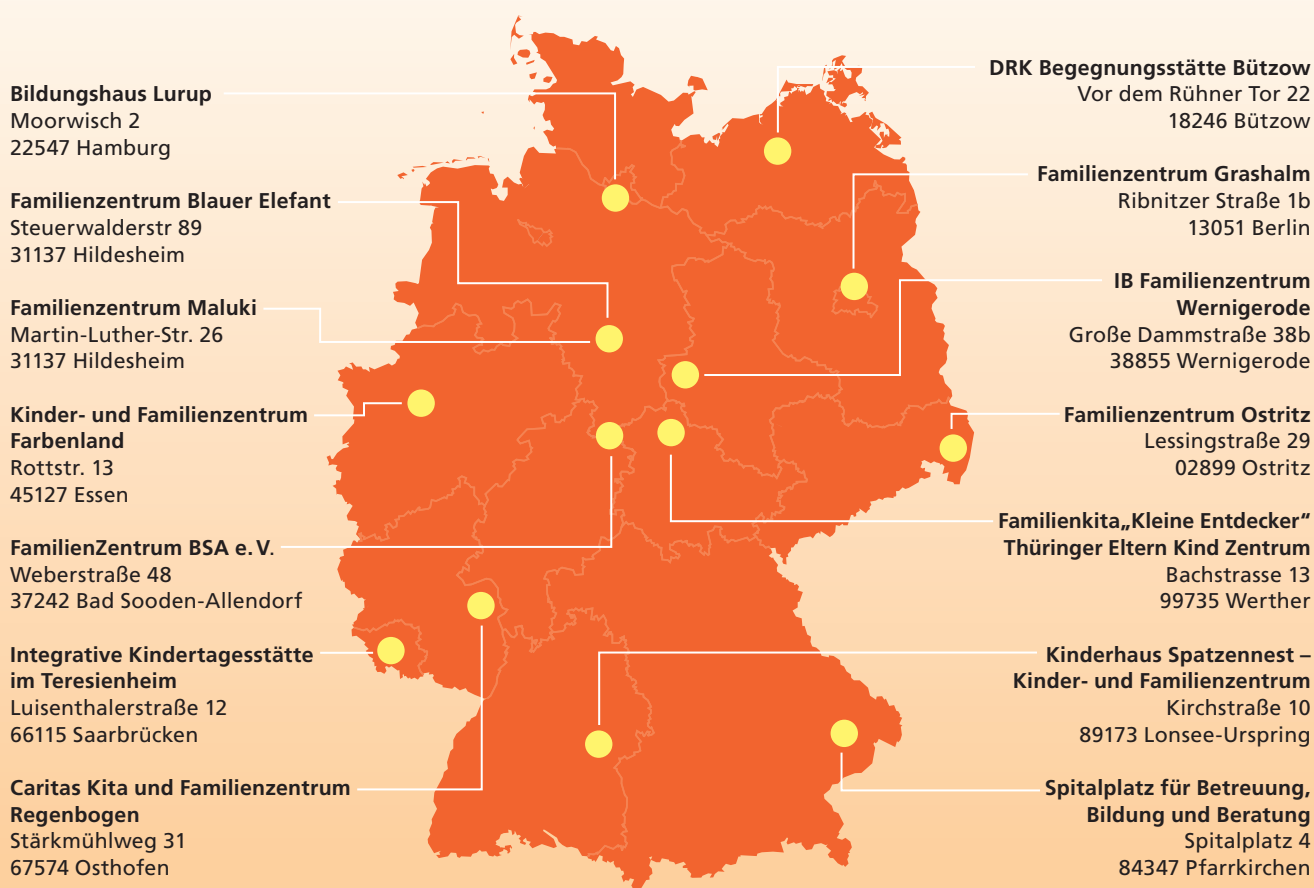 Bildungshaus Lurup
Moorwisch 2
22547 Hamburg
Familienzentrum Blauer Elefant
Steuerwalderstr 89
31137 Hildesheim
Familienzentrum Maluki
Martin-Luther-Str. 26
31137 Hildesheim
Kinder- und Familienzentrum
Farbenland
Rottstr. 13
45127 Essen
FamilienZentrum BSA e.V.
Weberstraße 48
37242 Bad Sooden-Allendorf
Integrative Kindertagesstätte
im Teresienheim
Luisenthalerstraße 12
66115 Saarbrücken
Caritas Kita und Familienzentrum
Regenbogen
Stärkmühlweg 31
67574 Osthofen
DRK Begegnungsstätte Bützow
Vor dem Rühner Tor 22
18246 Bützow
Familienzentrum Grashalm
Ribnitzer Straße 1b
13051 Berlin
IB Familienzentrum
Wernigerode
Große Dammstraße 38b
38855 Wernigerode
Familienzentrum Ostritz
Lessingstraße 29
02899 Ostritz
Familienkita„Kleine Entdecker“
Thüringer Eltern Kind Zentrum
Bachstrasse 13
99735 Werther
Kinderhaus Spatzennest –
Kinder- und Familienzentrum
Kirchstraße 10
89173 Lonsee-Urspring
Spitalplatz für Betreuung,
Bildung und Beratung
Spitalplatz 4
84347 Pfarrkirchen